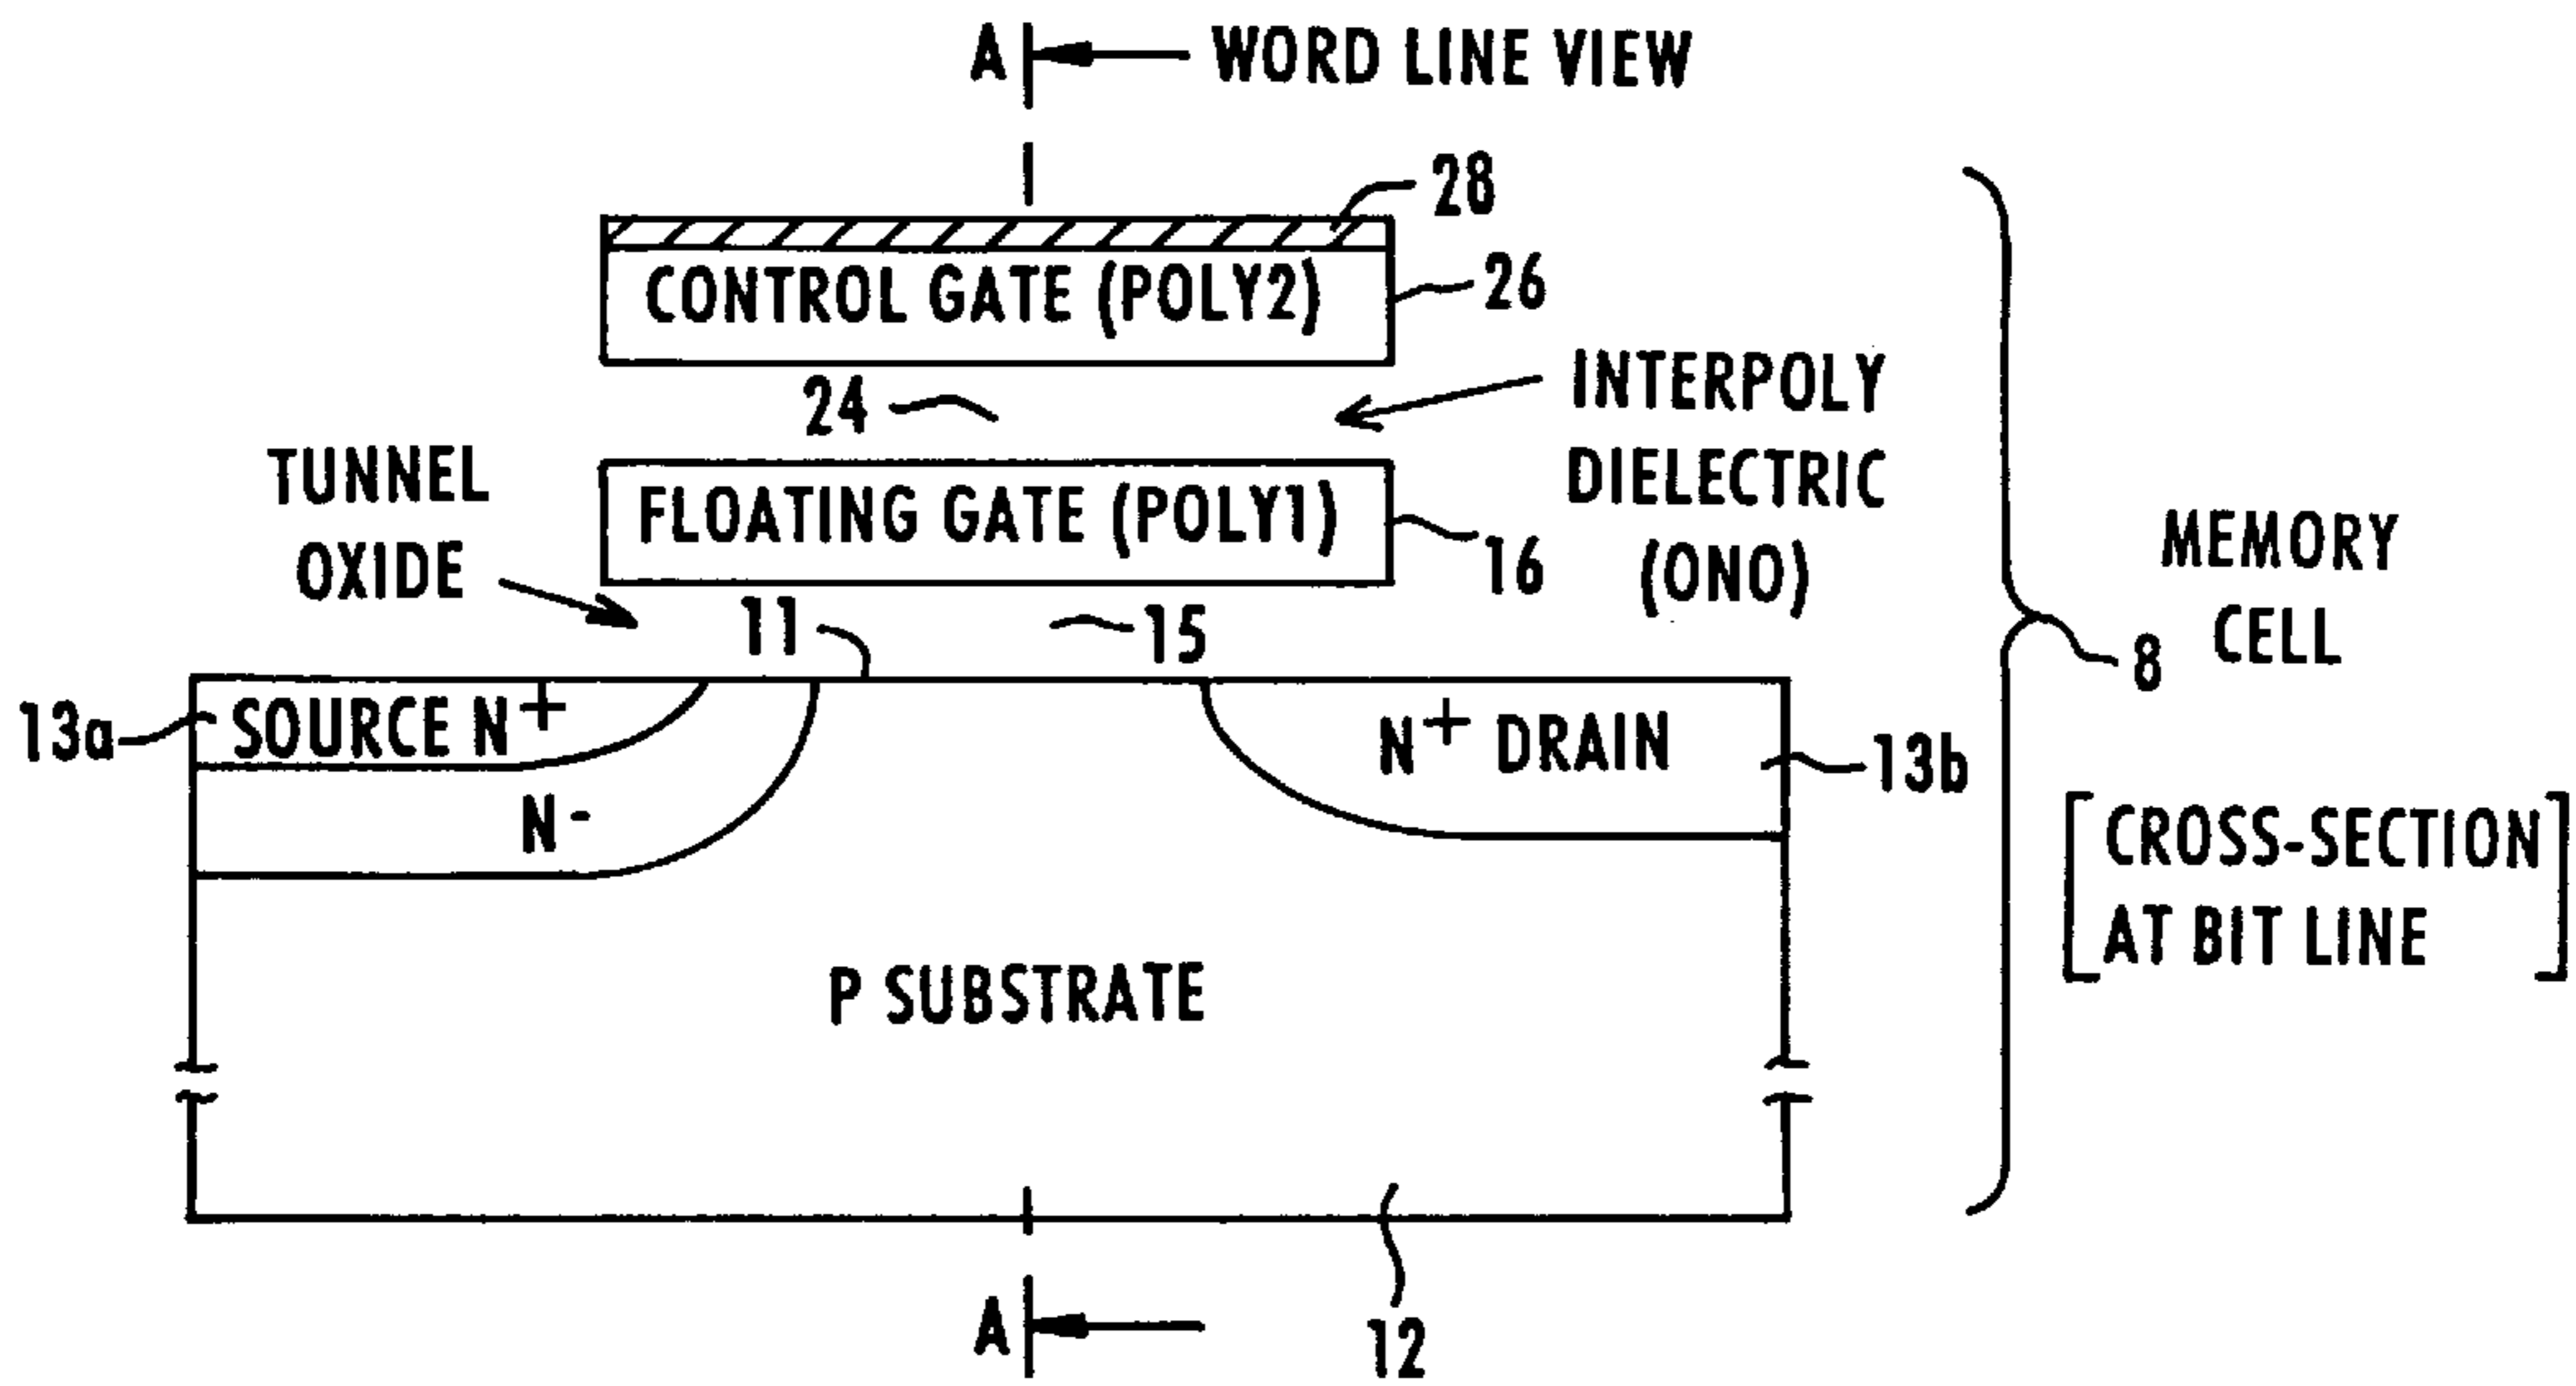 A
WORD LINE VIEW
28
CONTROL GATE (POLY2)
26
24
INTERPOLY
DIELECTRIC
(ONO)
TUNNEL
OXIDE
FLOATING GATE (POLY1)
16
11
15
MEMORY
CELL
8
13a
SOURCE N+
N+ DRAIN
13b
N-
[CROSS-SECTION
AT BIT LINE]
P SUBSTRATE
A
12